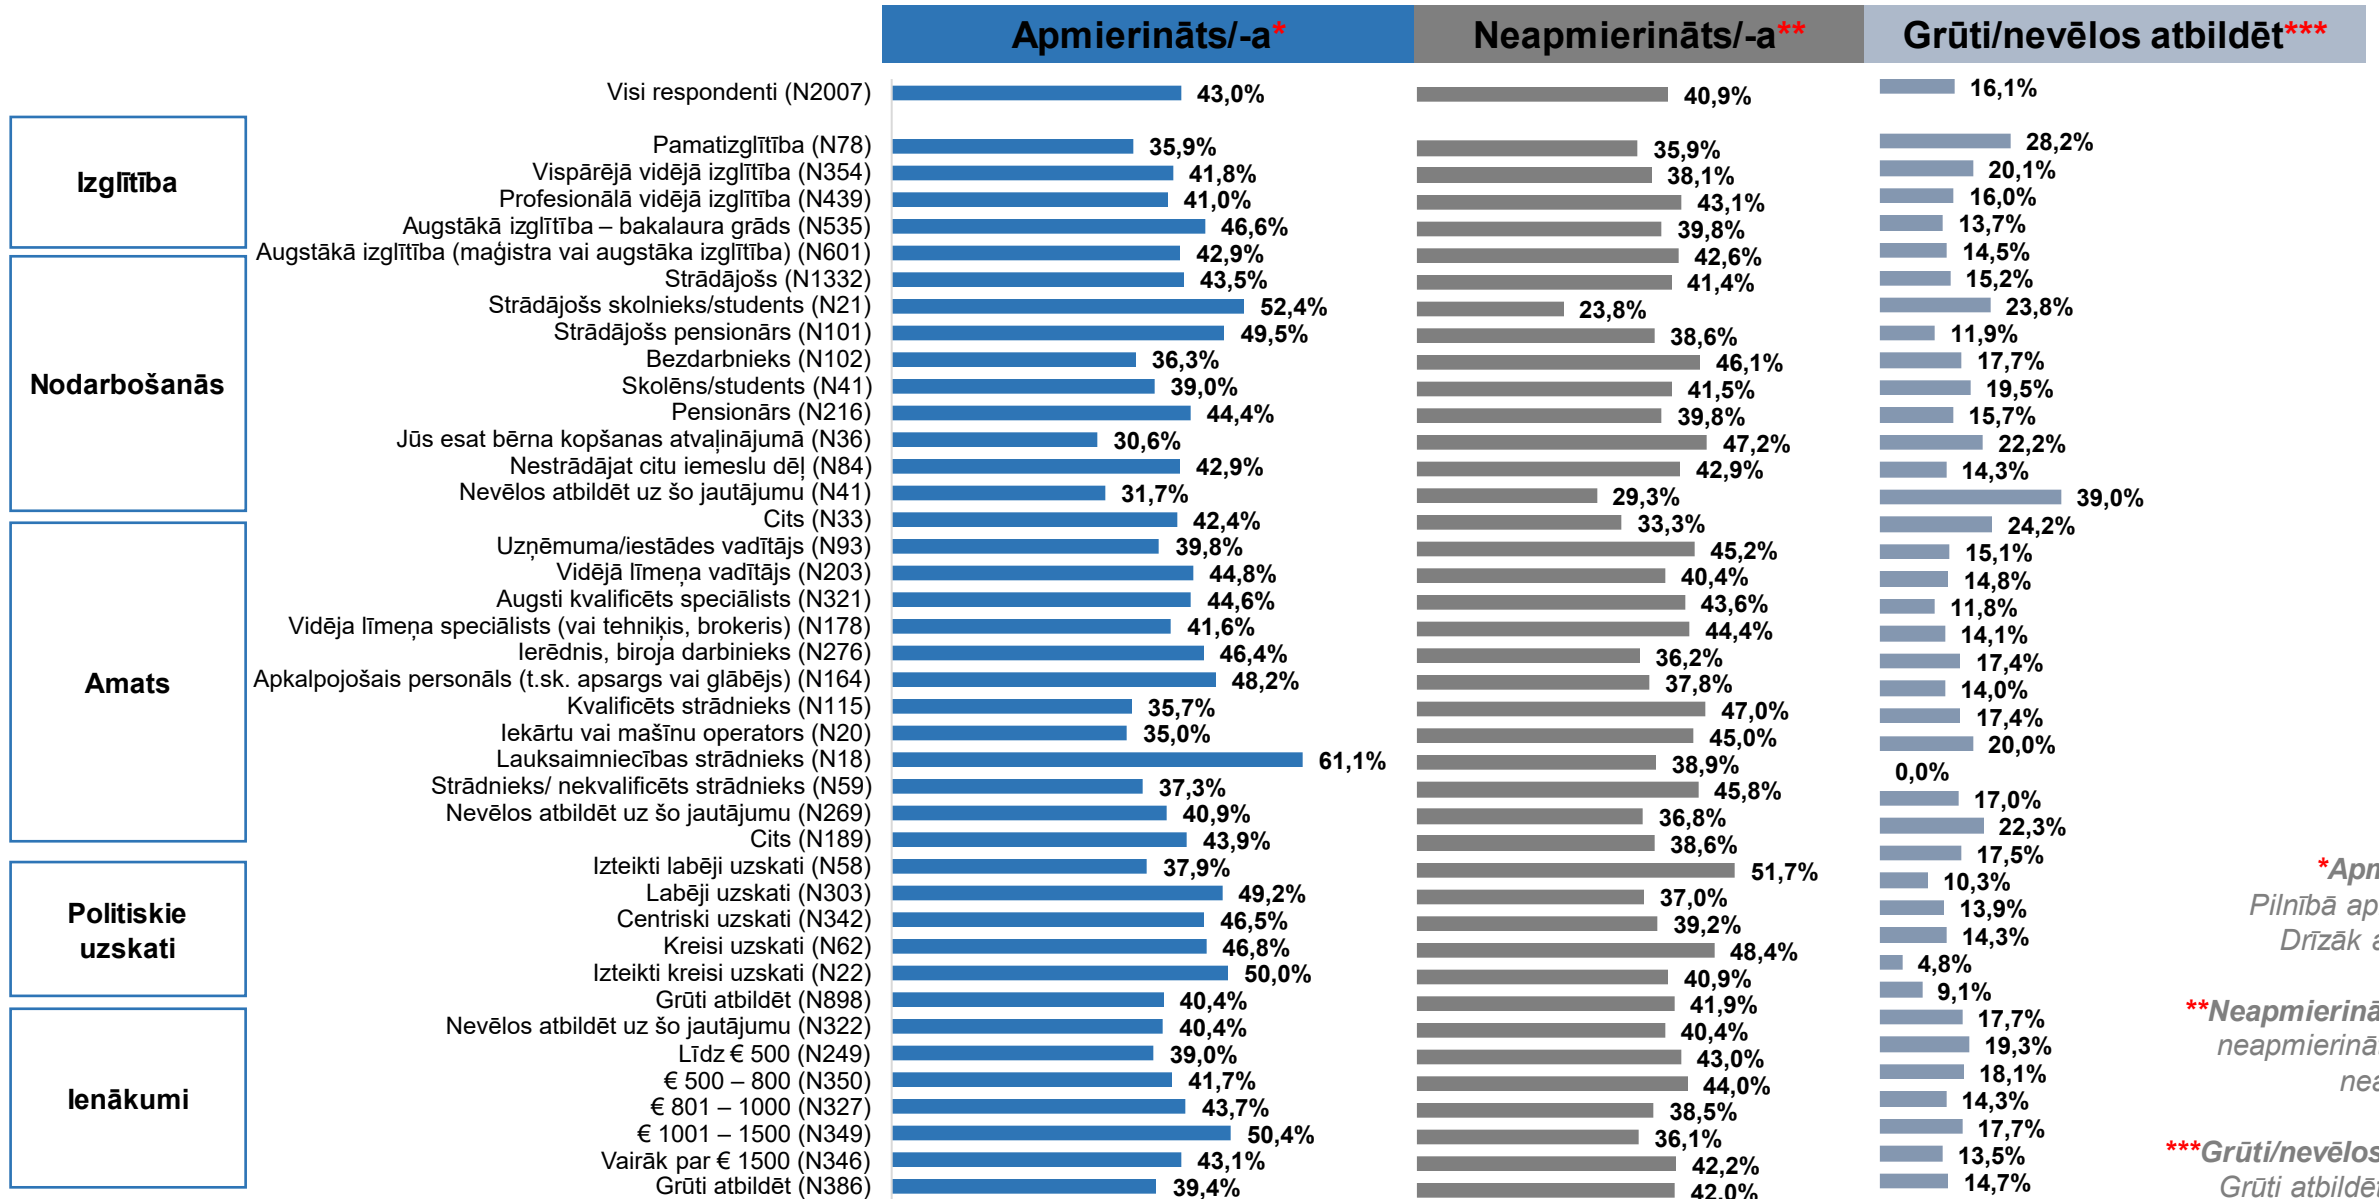 Apmierināts/-a* Neapmierināts/-a** Grūti/nevēlos atbildēt***
Visi respondenti (N2007) 43,0% 40,9% 16,1%
Izglītība
Pamatizglītība (N78) 35,9% 35,9% 28,2%
Vispārējā vidējā izglītība (N354) 41,8% 38,1% 20,1%
Profesionālā vidējā izglītība (N439) 41,0% 43,1% 16,0%
Augstākā izglītība – bakalaura grāds (N535) 46,6% 39,8% 13,7%
Augstākā izglītība (maģistra vai augstāka izglītība) (N601) 42,9% 42,6% 14,5%
Nodarbošanās
Strādājošs (N1332) 43,5% 41,4% 15,2%
Strādājošs skolnieks/students (N21) 52,4% 23,8% 23,8%
Strādājošs pensionārs (N101) 49,5% 38,6% 11,9%
Bezdarbnieks (N102) 36,3% 46,1% 17,7%
Skolēns/students (N41) 39,0% 41,5% 19,5%
Pensionārs (N216) 44,4% 39,8% 15,7%
Jūs esat bērna kopšanas atvaļinājumā (N36) 30,6% 47,2% 22,2%
Nestrādājat citu iemeslu dēļ (N84) 42,9% 42,9% 14,3%
Nevēlos atbildēt uz šo jautājumu (N41) 31,7% 29,3% 39,0%
Cits (N33) 42,4% 33,3% 24,2%
Amats
Uzņēmuma/iestādes vadītājs (N93) 39,8% 45,2% 15,1%
Vidējā līmeņa vadītājs (N203) 44,8% 40,4% 14,8%
Augsti kvalificēts speciālists (N321) 44,6% 43,6% 11,8%
Vidēja līmeņa speciālists (vai tehniķis, brokeris) (N178) 41,6% 44,4% 14,1%
Ierēdnis, biroja darbinieks (N276) 46,4% 36,2% 17,4%
Apkalpojošais personāls (t.sk. apsargs vai glābējs) (N164) 48,2% 37,8% 14,0%
Kvalificēts strādnieks (N115) 35,7% 47,0% 17,4%
Iekārtu vai mašīnu operators (N20) 35,0% 45,0% 20,0%
Lauksaimniecības strādnieks (N18) 61,1% 38,9% 0,0%
Strādnieks/ nekvalificēts strādnieks (N59) 37,3% 45,8% 17,0%
Nevēlos atbildēt uz šo jautājumu (N269) 40,9% 36,8% 22,3%
Cits (N189) 43,9% 38,6% 17,5%
Politiskie
uzskati
Izteikti labēji uzskati (N58) 37,9% 51,7% 10,3%
Labēji uzskati (N303) 49,2% 37,0% 13,9%
Centriski uzskati (N342) 46,5% 39,2% 14,3%
Kreisi uzskati (N62) 46,8% 48,4% 4,8%
Izteikti kreisi uzskati (N22) 50,0% 40,9% 9,1%
Grūti atbildēt (N898) 40,4% 41,9% 17,7%
Ienākumi
Nevēlos atbildēt uz šo jautājumu (N322) 40,4% 40,4% 19,3%
Līdz € 500 (N249) 39,0% 43,0% 18,1%
€ 500 – 800 (N350) 41,7% 44,0% 14,3%
€ 801 – 1000 (N327) 43,7% 38,5% 17,7%
€ 1001 – 1500 (N349) 50,4% 36,1% 13,5%
Vairāk par € 1500 (N346) 43,1% 42,2% 14,7%
Grūti atbildēt (N386) 39,4% 42,0%
*Apm
Pilnībā ap
Drīzāk a
**Neapmierinā
neapmierinā
nea
***Grūti/nevēlos
Grūti atbildē